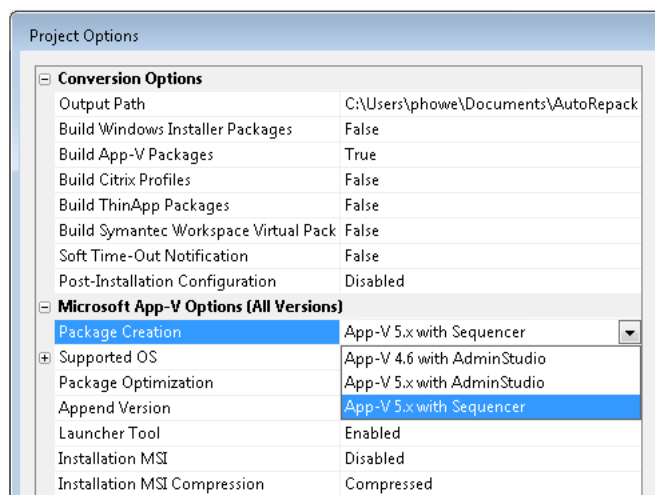 Project Options
Conversion Options
Output Path C:\Users\phowe\Documents\AutoRepack
Build Windows Installer Packages False
Build App-V Packages True
Build Citrix Profiles False
Build ThinApp Packages False
Build Symantec Workspace Virtual Pack False
Soft Time-Out Notification False
Post-Installation Configuration Disabled
Microsoft App-V Options (All Versions)
Package Creation App-V 5.x with Sequencer
Supported OS App-V 4.6 with AdminStudio
Package Optimization App-V 5.x with AdminStudio
Append Version App-V 5.x with Sequencer
Launcher Tool Enabled
Installation MSI Disabled
Installation MSI Compression Compressed